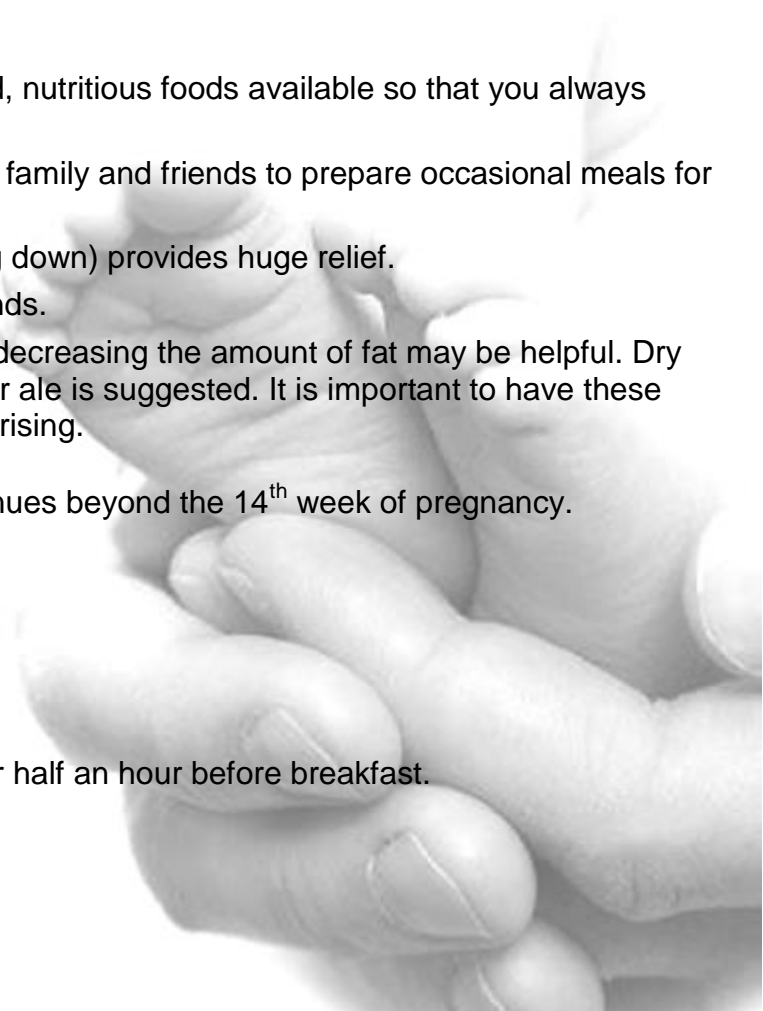 , nutritious foods available so that you always
family and friends to prepare occasional meals for
down) provides huge relief.
nds.
decreasing the amount of fat may be helpful. Dry
r ale is suggested. It is important to have these
rising.
nues beyond the 14th week of pregnancy.
r half an hour before breakfast.